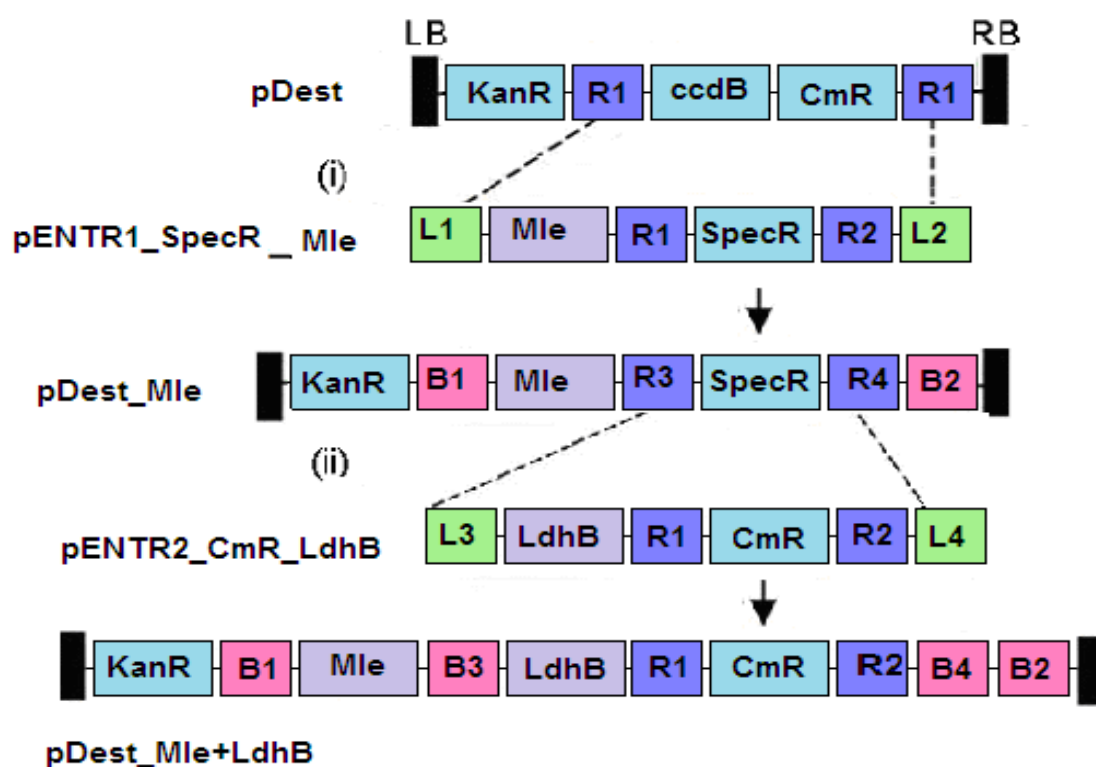 LB RB
pDest KanR R1 ccdB CmR R1
(i)
pENTR1_SpecR_Mle L1 Mle R1 SpecR R2 L2
pDest_Mle KanR B1 Mle R3 SpecR R4 B2
(ii)
pENTR2_CmR_LdhB L3 LdhB R1 CmR R2 L4
KanR B1 Mle B3 LdhB R1 CmR R2 B4 B2
pDest_Mle+LdhB